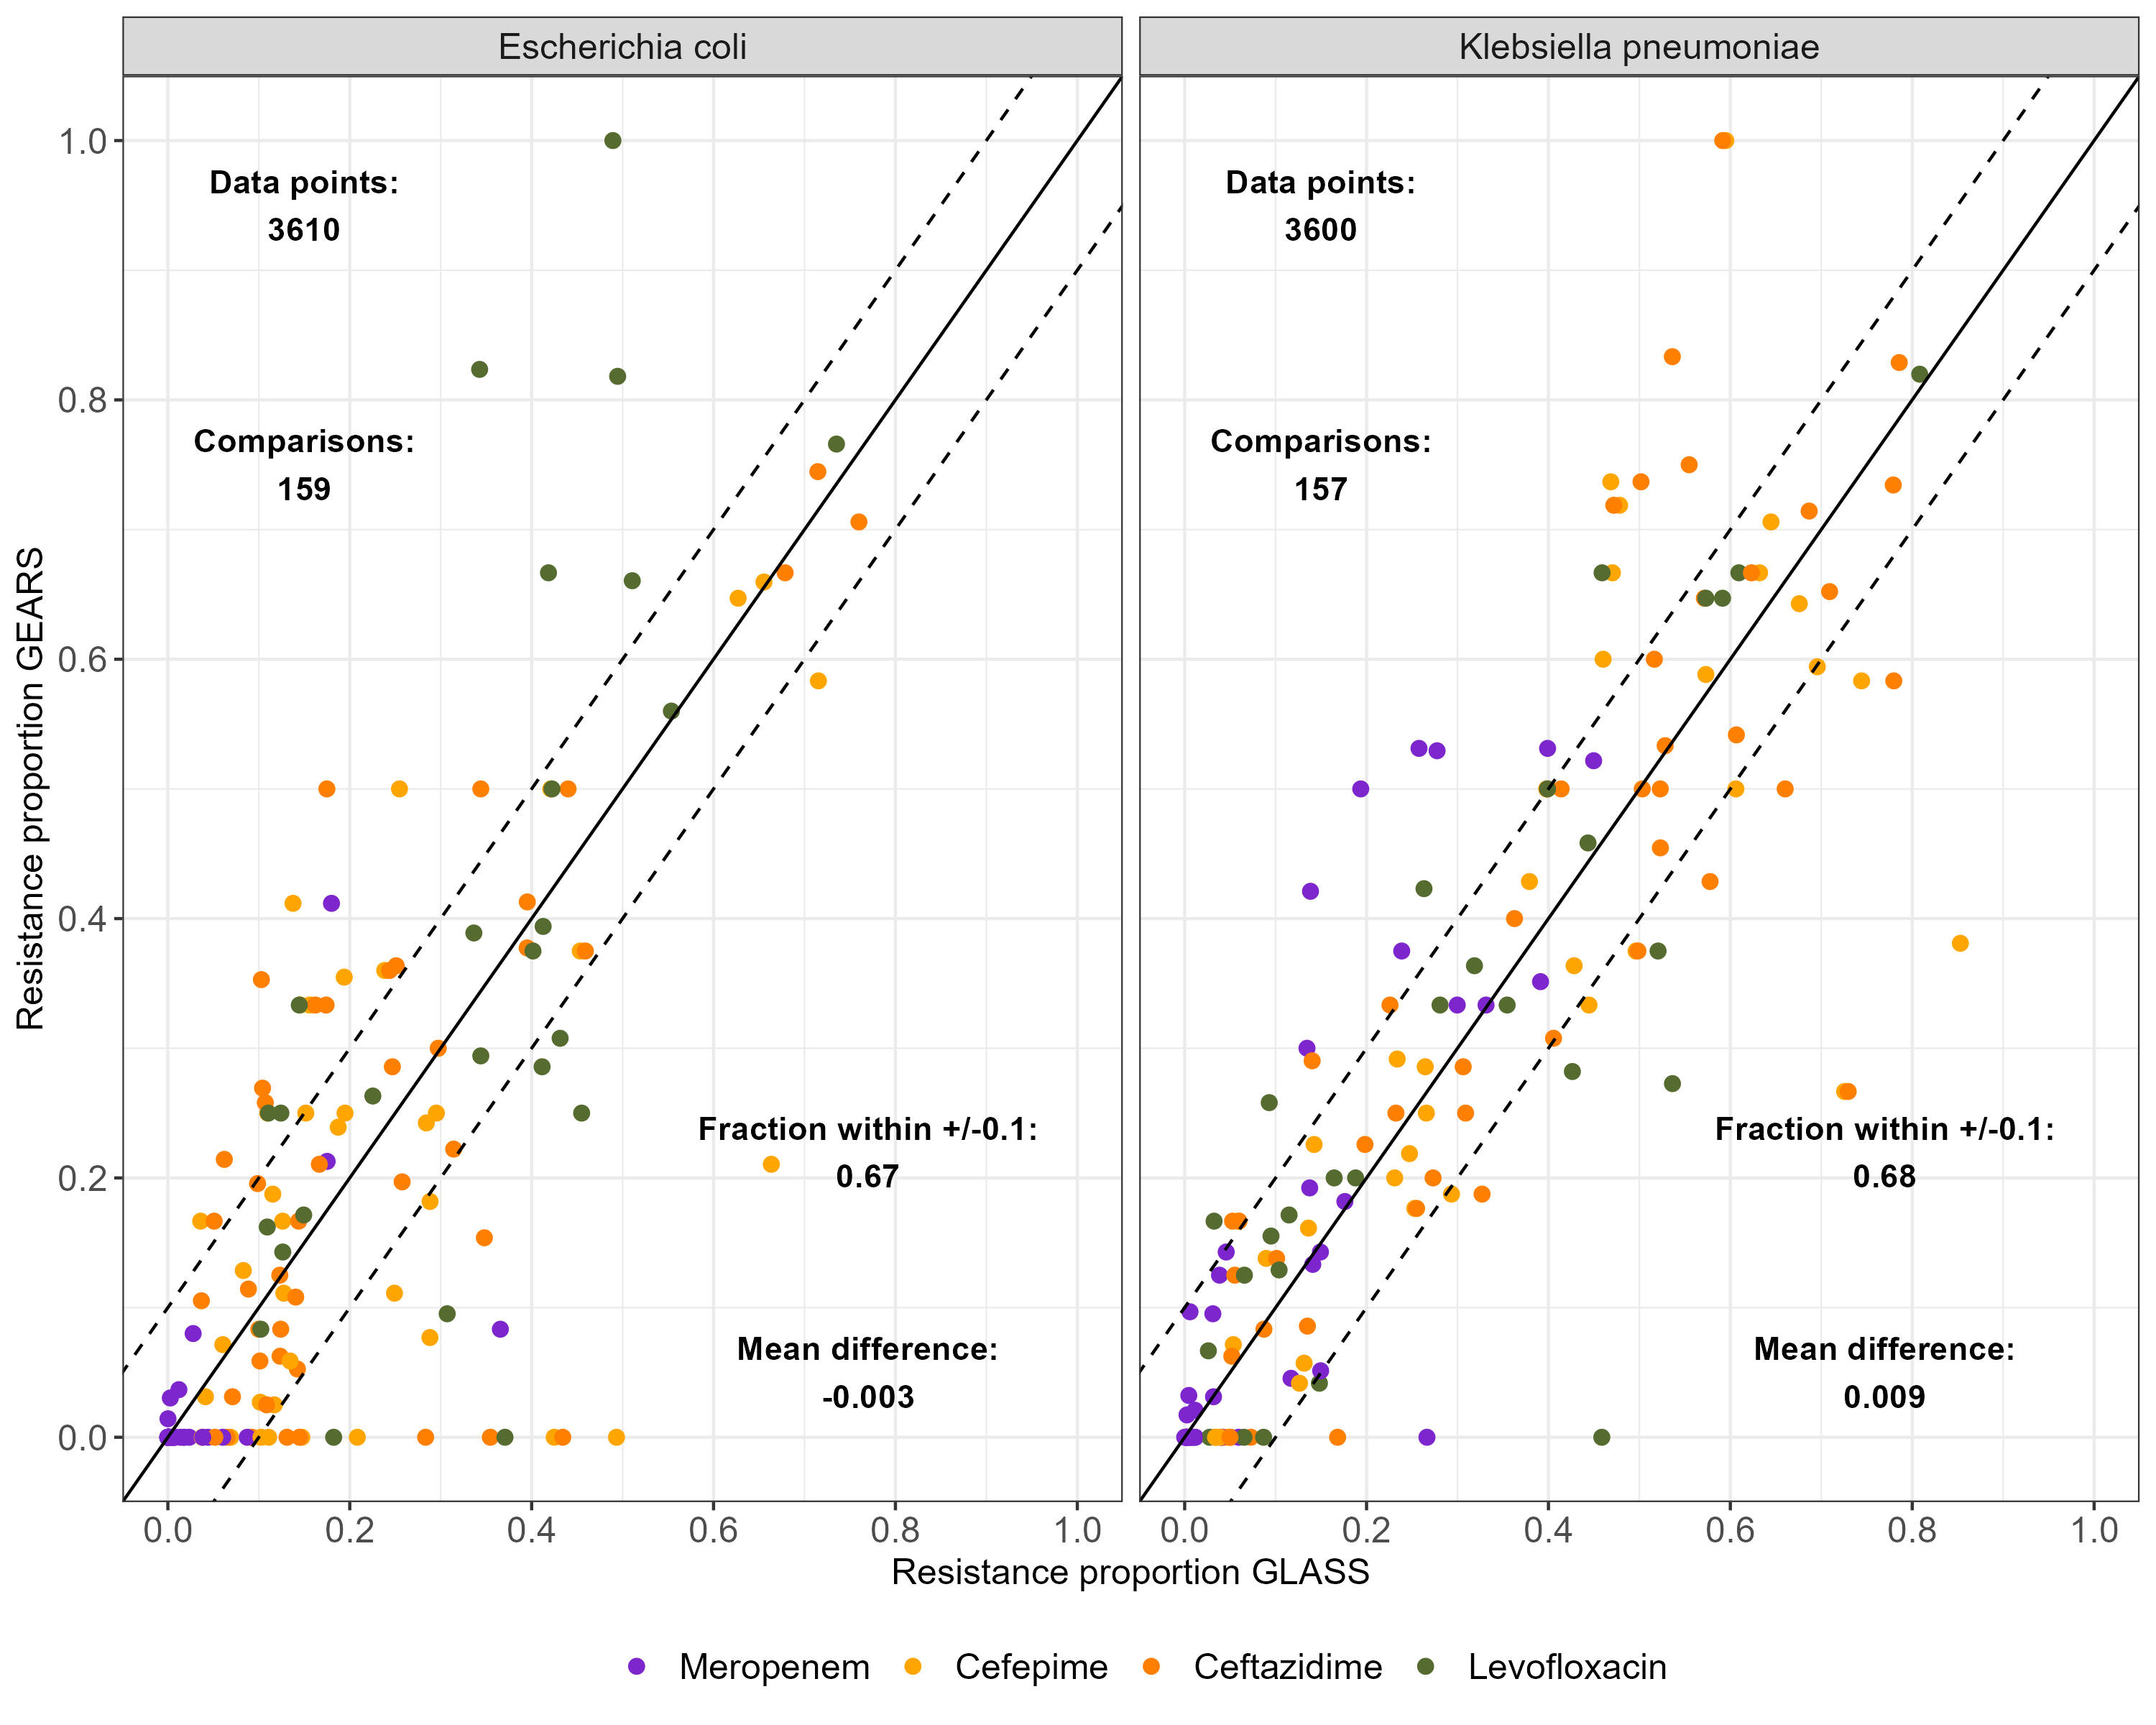 Escherichia coli
Klebsiella pneumoniae
Resistance proportion GEARS
1.0
0.8
0.6
0.4
0.2
0.0
Data points:
3610
Comparisons:
159
Fraction within +/-0.1:
0.67
Mean difference:
-0.003
Data points:
3600
Comparisons:
157
Fraction within +/-0.1:
0.68
Mean difference:
0.009
0.0 0.2 0.4 0.6 0.8 1.0
0.0 0.2 0.4 0.6 0.8 1.0
Resistance proportion GLASS
Meropenem Cefepime Ceftazidime Levofloxacin